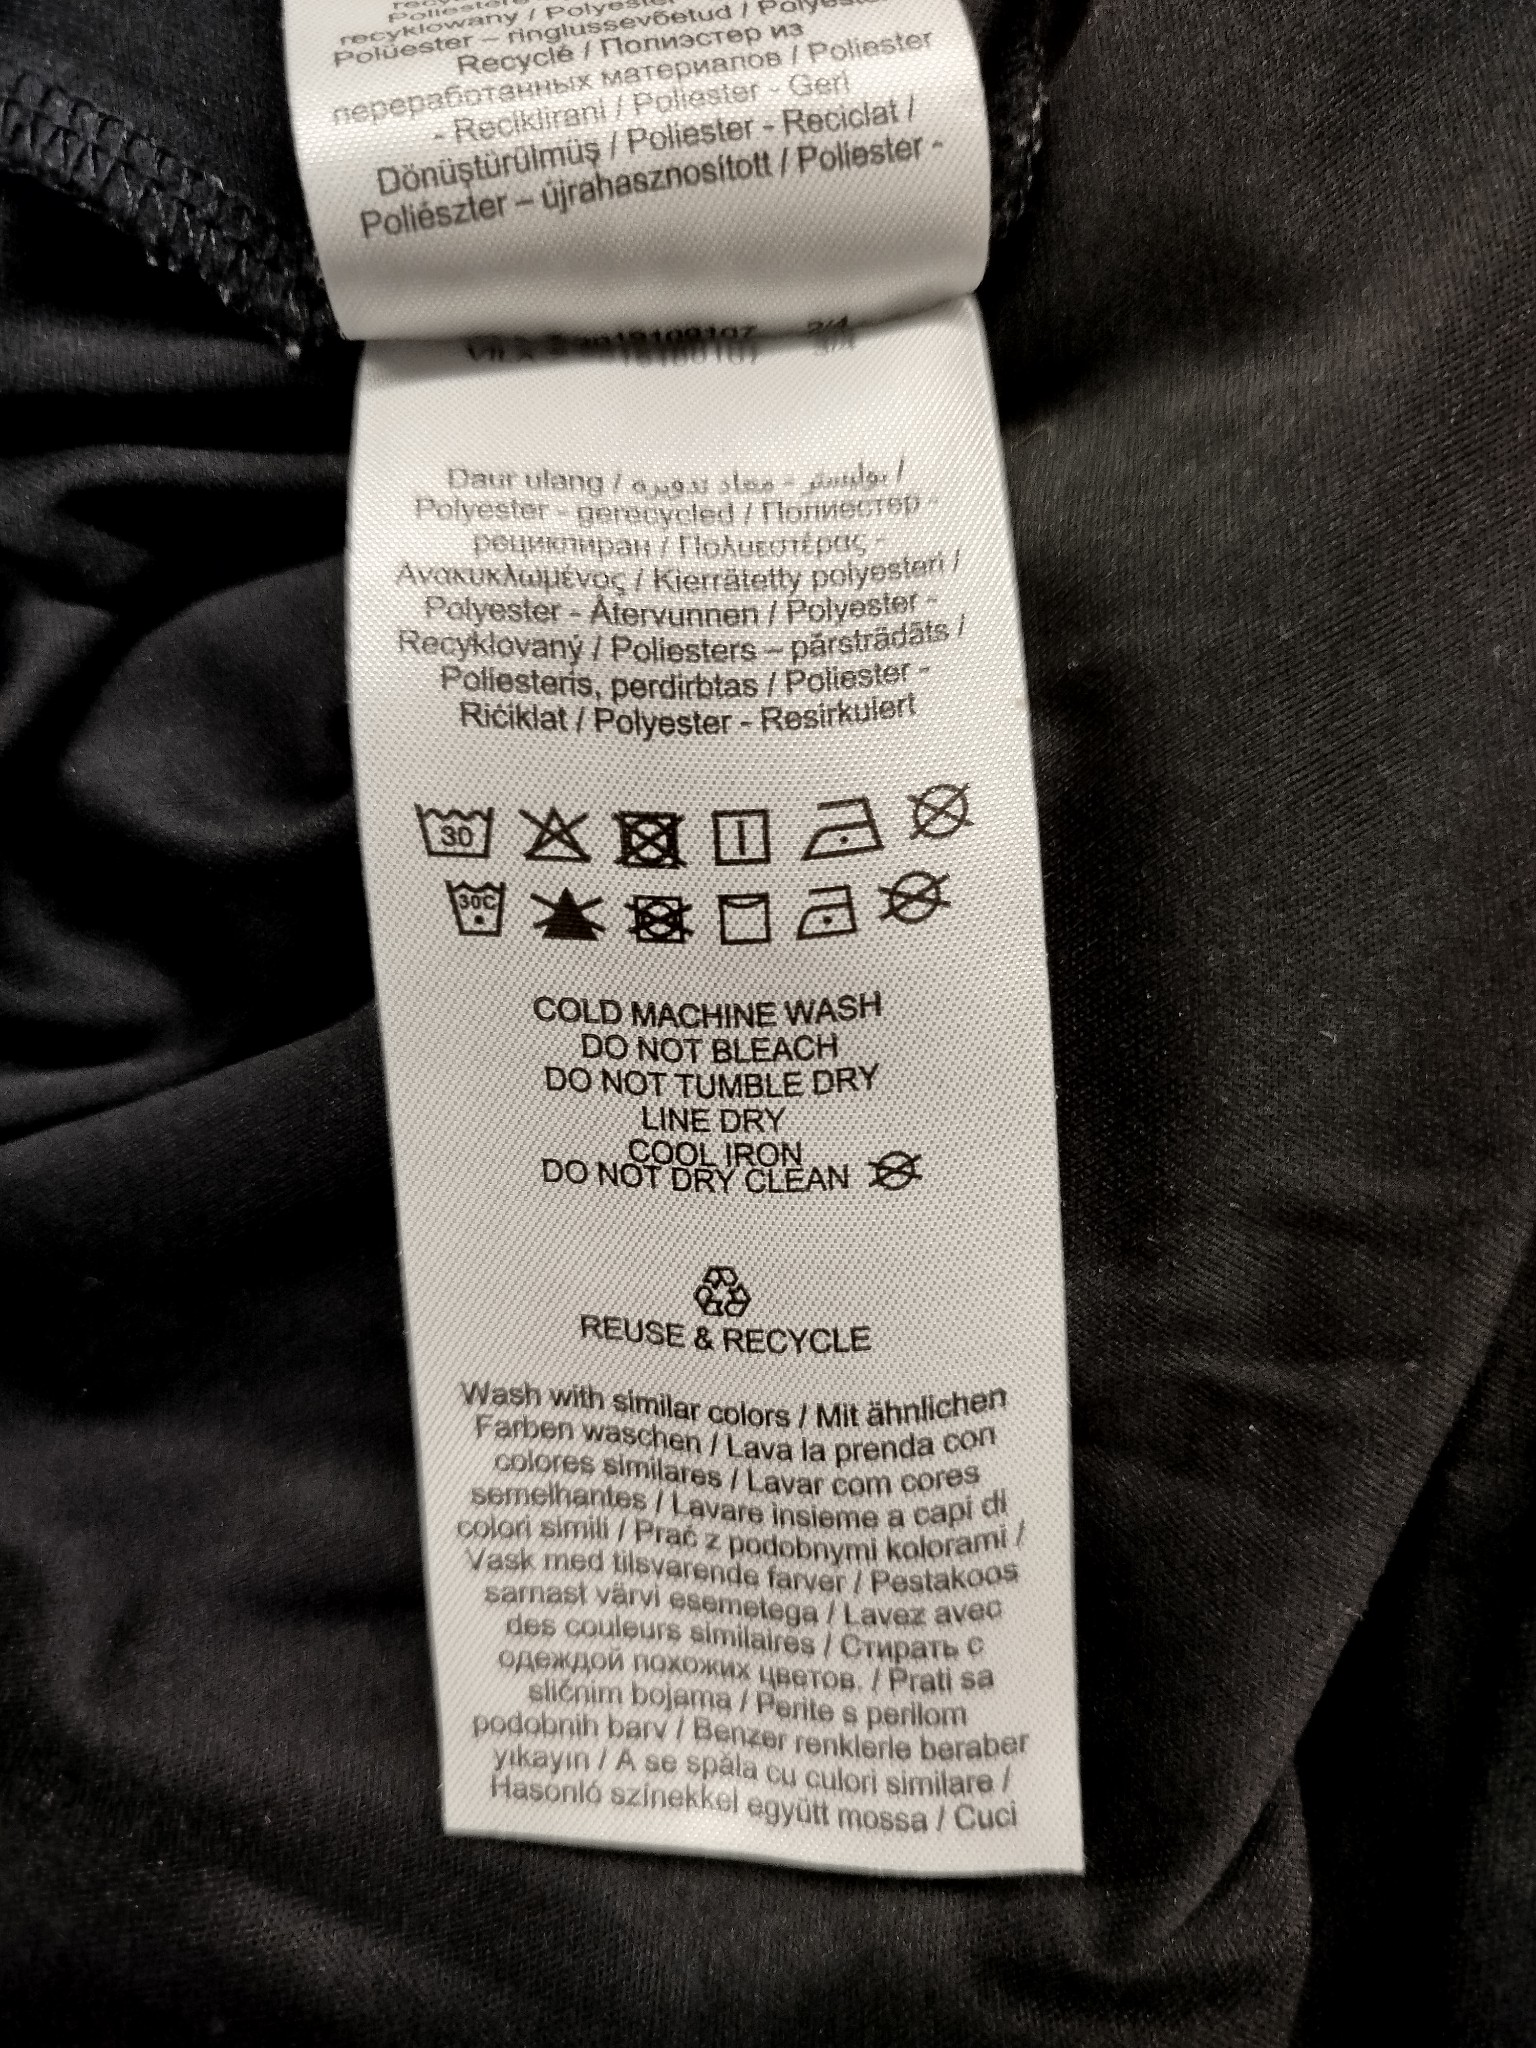 recyklowany / Polyester
Polüester – ringlussevõetud /
Recyclé / Полиэстер из
переработанных материалов / Poliester
- Reciklirani / Poliester - Geri
Dönüştürülmüş / Poliester - Reciclat /
Poliészter – újrahasznosított / Poliester -
Daur ulang / بوليستر - معاد تدويره /
Polyester - gerecycled / Полиестер -
рециклиран / Πολυεστέρας -
Ανακυκλωμένος / Kierrätetty polyesteri /
Polyester - Återvunnen / Polyester -
Recyklovaný / Poliesters – pārstrādāts /
Poliesteris, perdirbtas / Poliester -
Riċiklat / Polyester - Resirkulert
30
30C
COLD MACHINE WASH
DO NOT BLEACH
DO NOT TUMBLE DRY
LINE DRY
COOL IRON
DO NOT DRY CLEAN
REUSE & RECYCLE
Wash with similar colors / Mit ähnlichen
Farben waschen / Lava la prenda con
colores similares / Lavar com cores
semelhantes / Lavare insieme a capi di
colori simili / Prać z podobnymi kolorami /
Vask med tilsvarende farver / Pestakoos
sarnast värvi esemetega / Lavez avec
des couleurs similaires / Стирать с
одеждой похожих цветов. / Prati sa
sličnim bojama / Perite s perilom
podobnih barv / Benzer renklerle beraber
yıkayın / A se spăla cu culori similare /
Hasonló színekkel együtt mossa / Cuci